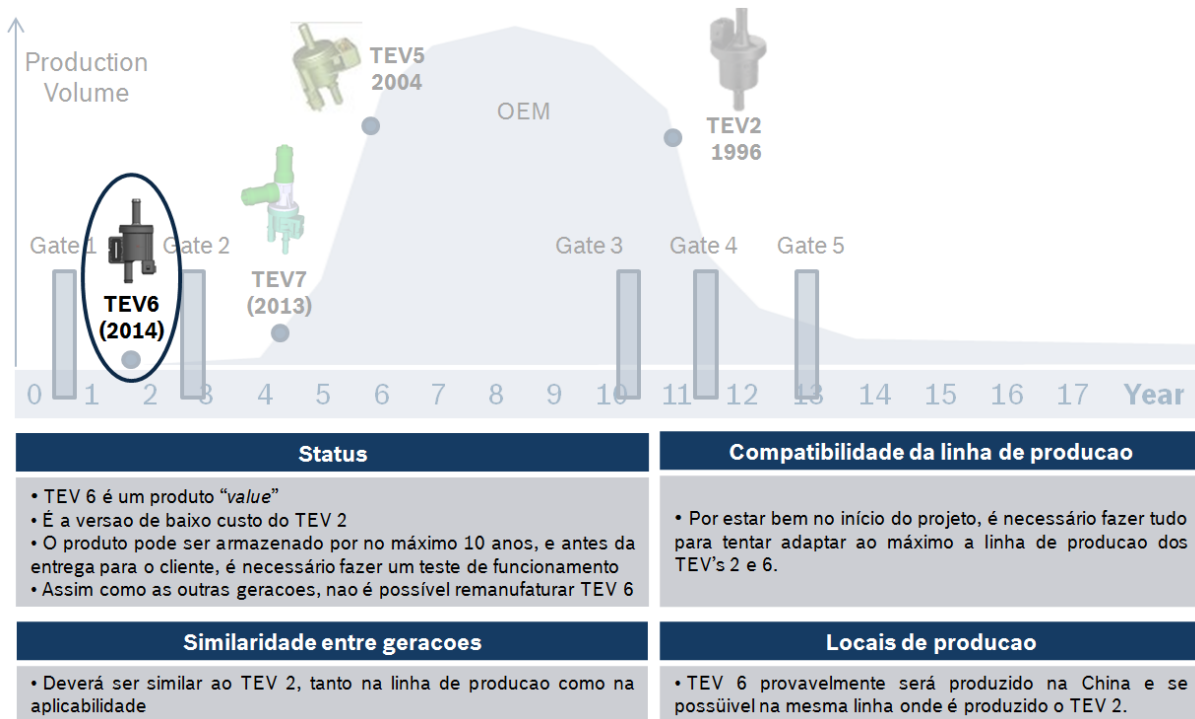 Production
Volume
TEV5
2004
OEM
TEV2
1996
Gate 1
Gate 2
Gate 3
Gate 4
Gate 5
TEV7
(2013)
TEV6
(2014)
0 1 2 3 4 5 6 7 8 9 10 11 12 13 14 15 16 17 Year
Status
• TEV 6 é um produto “value”
• É a versao de baixo custo do TEV 2
• O produto pode ser armazenado por no máximo 10 anos, e antes da
entrega para o cliente, é necessário fazer um teste de funcionamento
• Assim como as outras geracoes, nao é possível remanufaturar TEV 6
Compatibilidade da linha de producao
• Por estar bem no início do projeto, é necessário fazer tudo
para tentar adaptar ao máximo a linha de producao dos
TEV’s 2 e 6.
Similaridade entre geracoes
• Deverá ser similar ao TEV 2, tanto na linha de producao como na
aplicabilidade
Locais de producao
• TEV 6 provavelmente será produzido na China e se
possüivel na mesma linha onde é produzido o TEV 2.